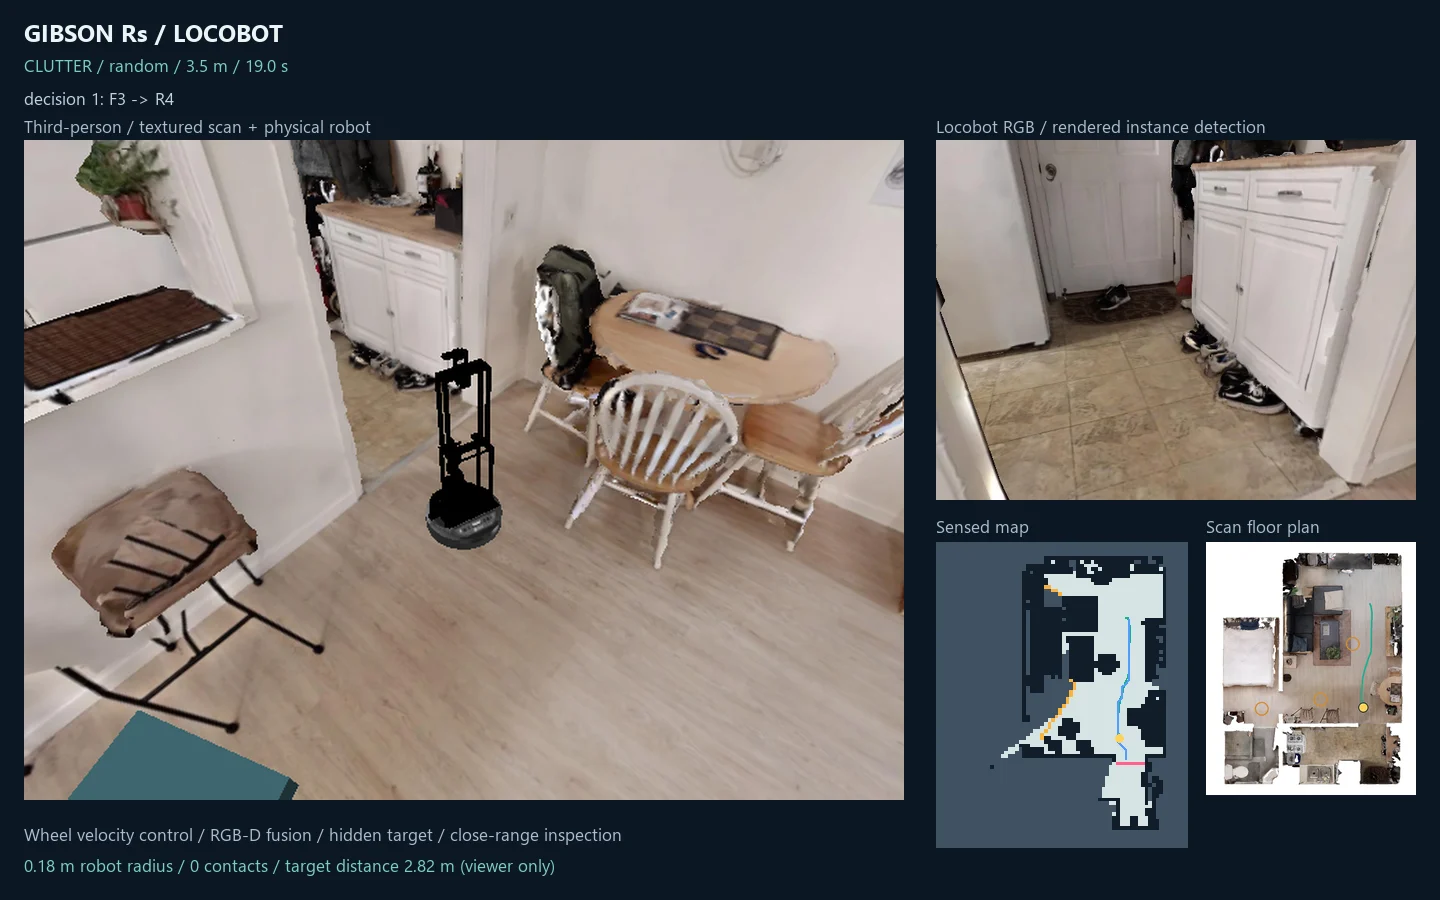 GIBSON Rs / LOCOBOT
CLUTTER / random / 3.5 m / 19.0 s
decision 1: F3 -> R4
Third-person / textured scan + physical robot
Locobot RGB / rendered instance detection
Sensed map
Scan floor plan
Wheel velocity control / RGB-D fusion / hidden target / close-range inspection
0.18 m robot radius / 0 contacts / target distance 2.82 m (viewer only)